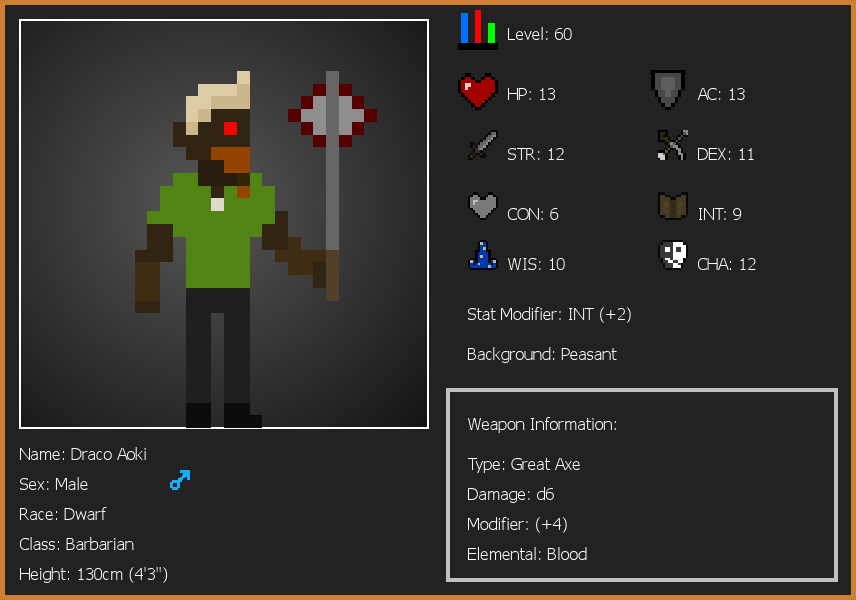 Level: 60
HP: 13
AC: 13
STR: 12
DEX: 11
CON: 6
INT: 9
WIS: 10
CHA: 12
Stat Modifier: INT (+2)
Background: Peasant
Weapon Information:
Type: Great Axe
Damage: d6
Modifier: (+4)
Elemental: Blood
Name: Draco Aoki
Sex: Male
Race: Dwarf
Class: Barbarian
Height: 130cm (4'3")